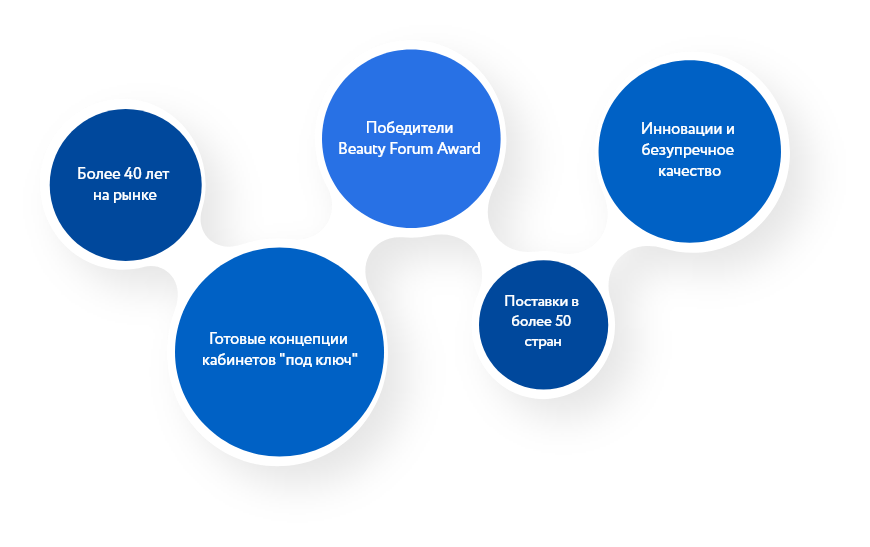 Более 40 лет
на рынке
Готовые концепции
кабинетов "под ключ"
Победители
Beauty Forum Award
Поставки в
более 50
стран
Инновации и
безупречное
качество